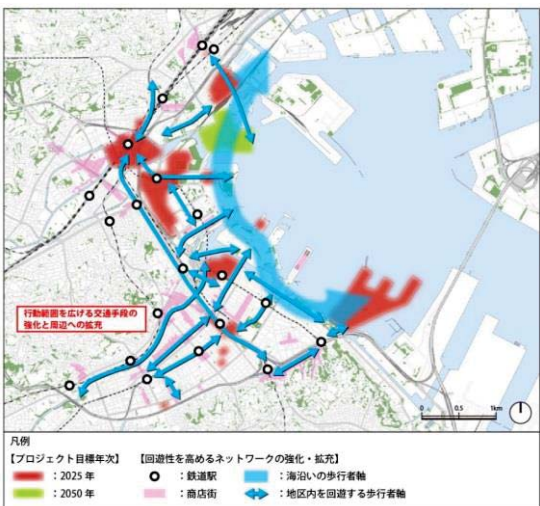 行動範囲を広げる交通手段の
強化と周辺への拡充
0 0.5 1km
凡例
【プロジェクト目標年次】 【回遊性を高めるネットワークの強化・拡充】
：2025 年 ：鉄道駅 ：海沿いの歩行者軸
：2050 年 ：商店街 ：地区内を回遊する歩行者軸